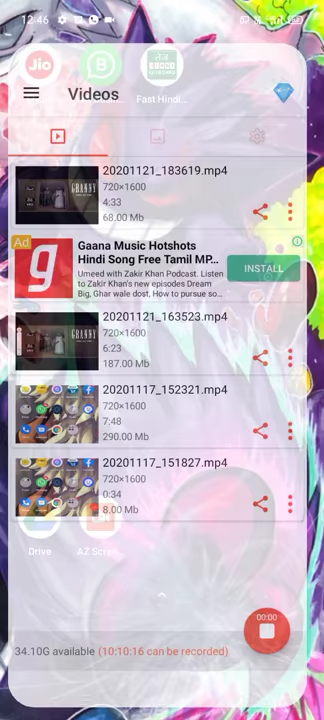 12:46
Jio
Fast Hindi...
Videos
20201121_183619.mp4
720×1600
4:33
68.00 Mb
GRANNY
Ad
Gaana Music Hotshots
Hindi Song Free Tamil MP...
Umeed with Zakir Khan Podcast. Listen
to Zakir Khan's new episodes Dream
Big, Ghar wale dost, How to pursue so...
INSTALL
20201121_163523.mp4
720×1600
6:23
187.00 Mb
GRANNY
20201117_152321.mp4
720×1600
7:48
290.00 Mb
20201117_151827.mp4
720×1600
0:34
8.00 Mb
Drive
AZ Scree...
00:00
34.10G available (10:10:16 can be recorded)